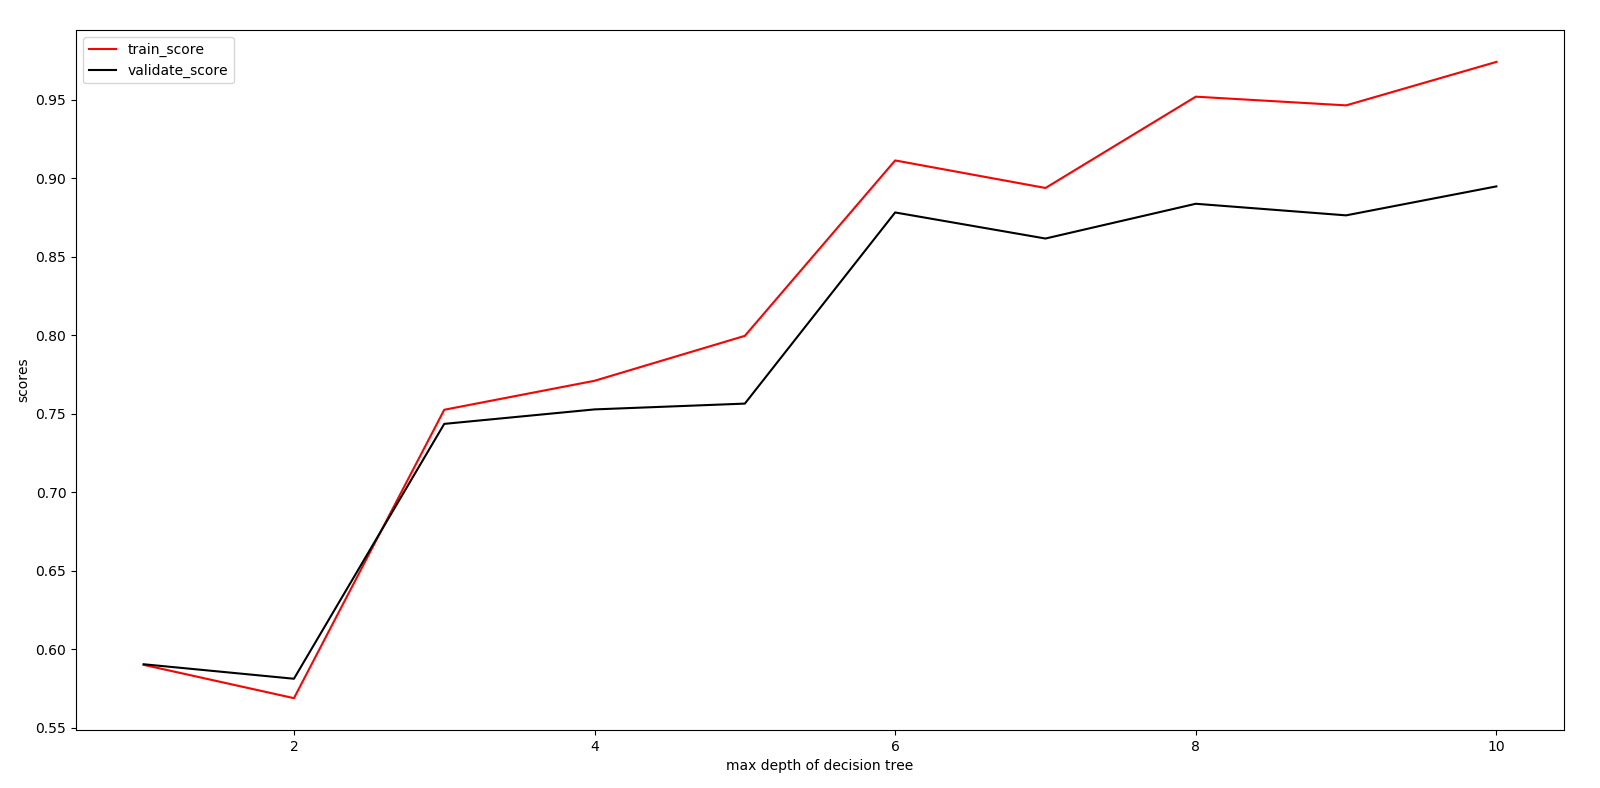 train_score
validate_score
0.95
0.90
0.85
0.80
0.75
0.70
0.65
0.60
0.55
scores
2 4 6 8 10
max depth of decision tree